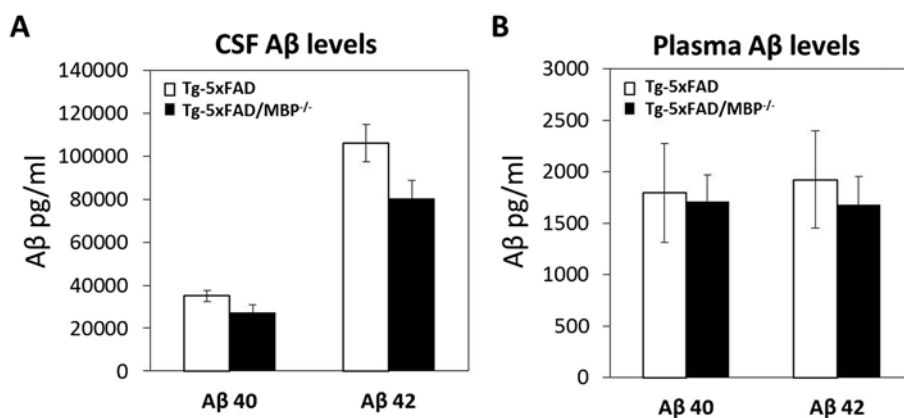 A
CSF Aβ levels
140000
120000
100000
80000
60000
40000
20000
0
Aβ pg/ml
Tg-5xFAD
Tg-5xFAD/MBP⁻/⁻
Aβ 40
Aβ 42
B
Plasma Aβ levels
3000
2500
2000
1500
1000
500
0
Aβ pg/ml
Tg-5xFAD
Tg-5xFAD/MBP⁻/⁻
Aβ 40
Aβ 42